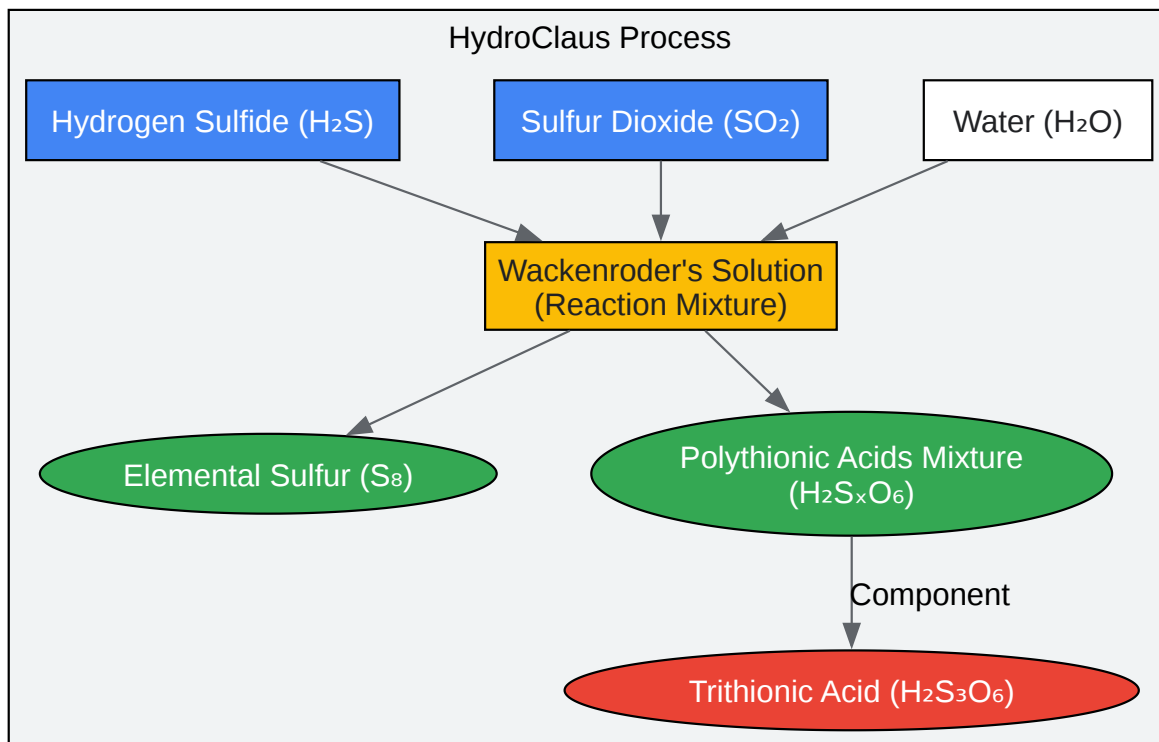 HydroClaus Process
Hydrogen Sulfide (H₂S)
Sulfur Dioxide (SO₂)
Water (H₂O)
Wackenroder's Solution
(Reaction Mixture)
Elemental Sulfur (S₈)
Polythionic Acids Mixture
(H₂SₓO₆)
Component
Trithionic Acid (H₂S₃O₆)